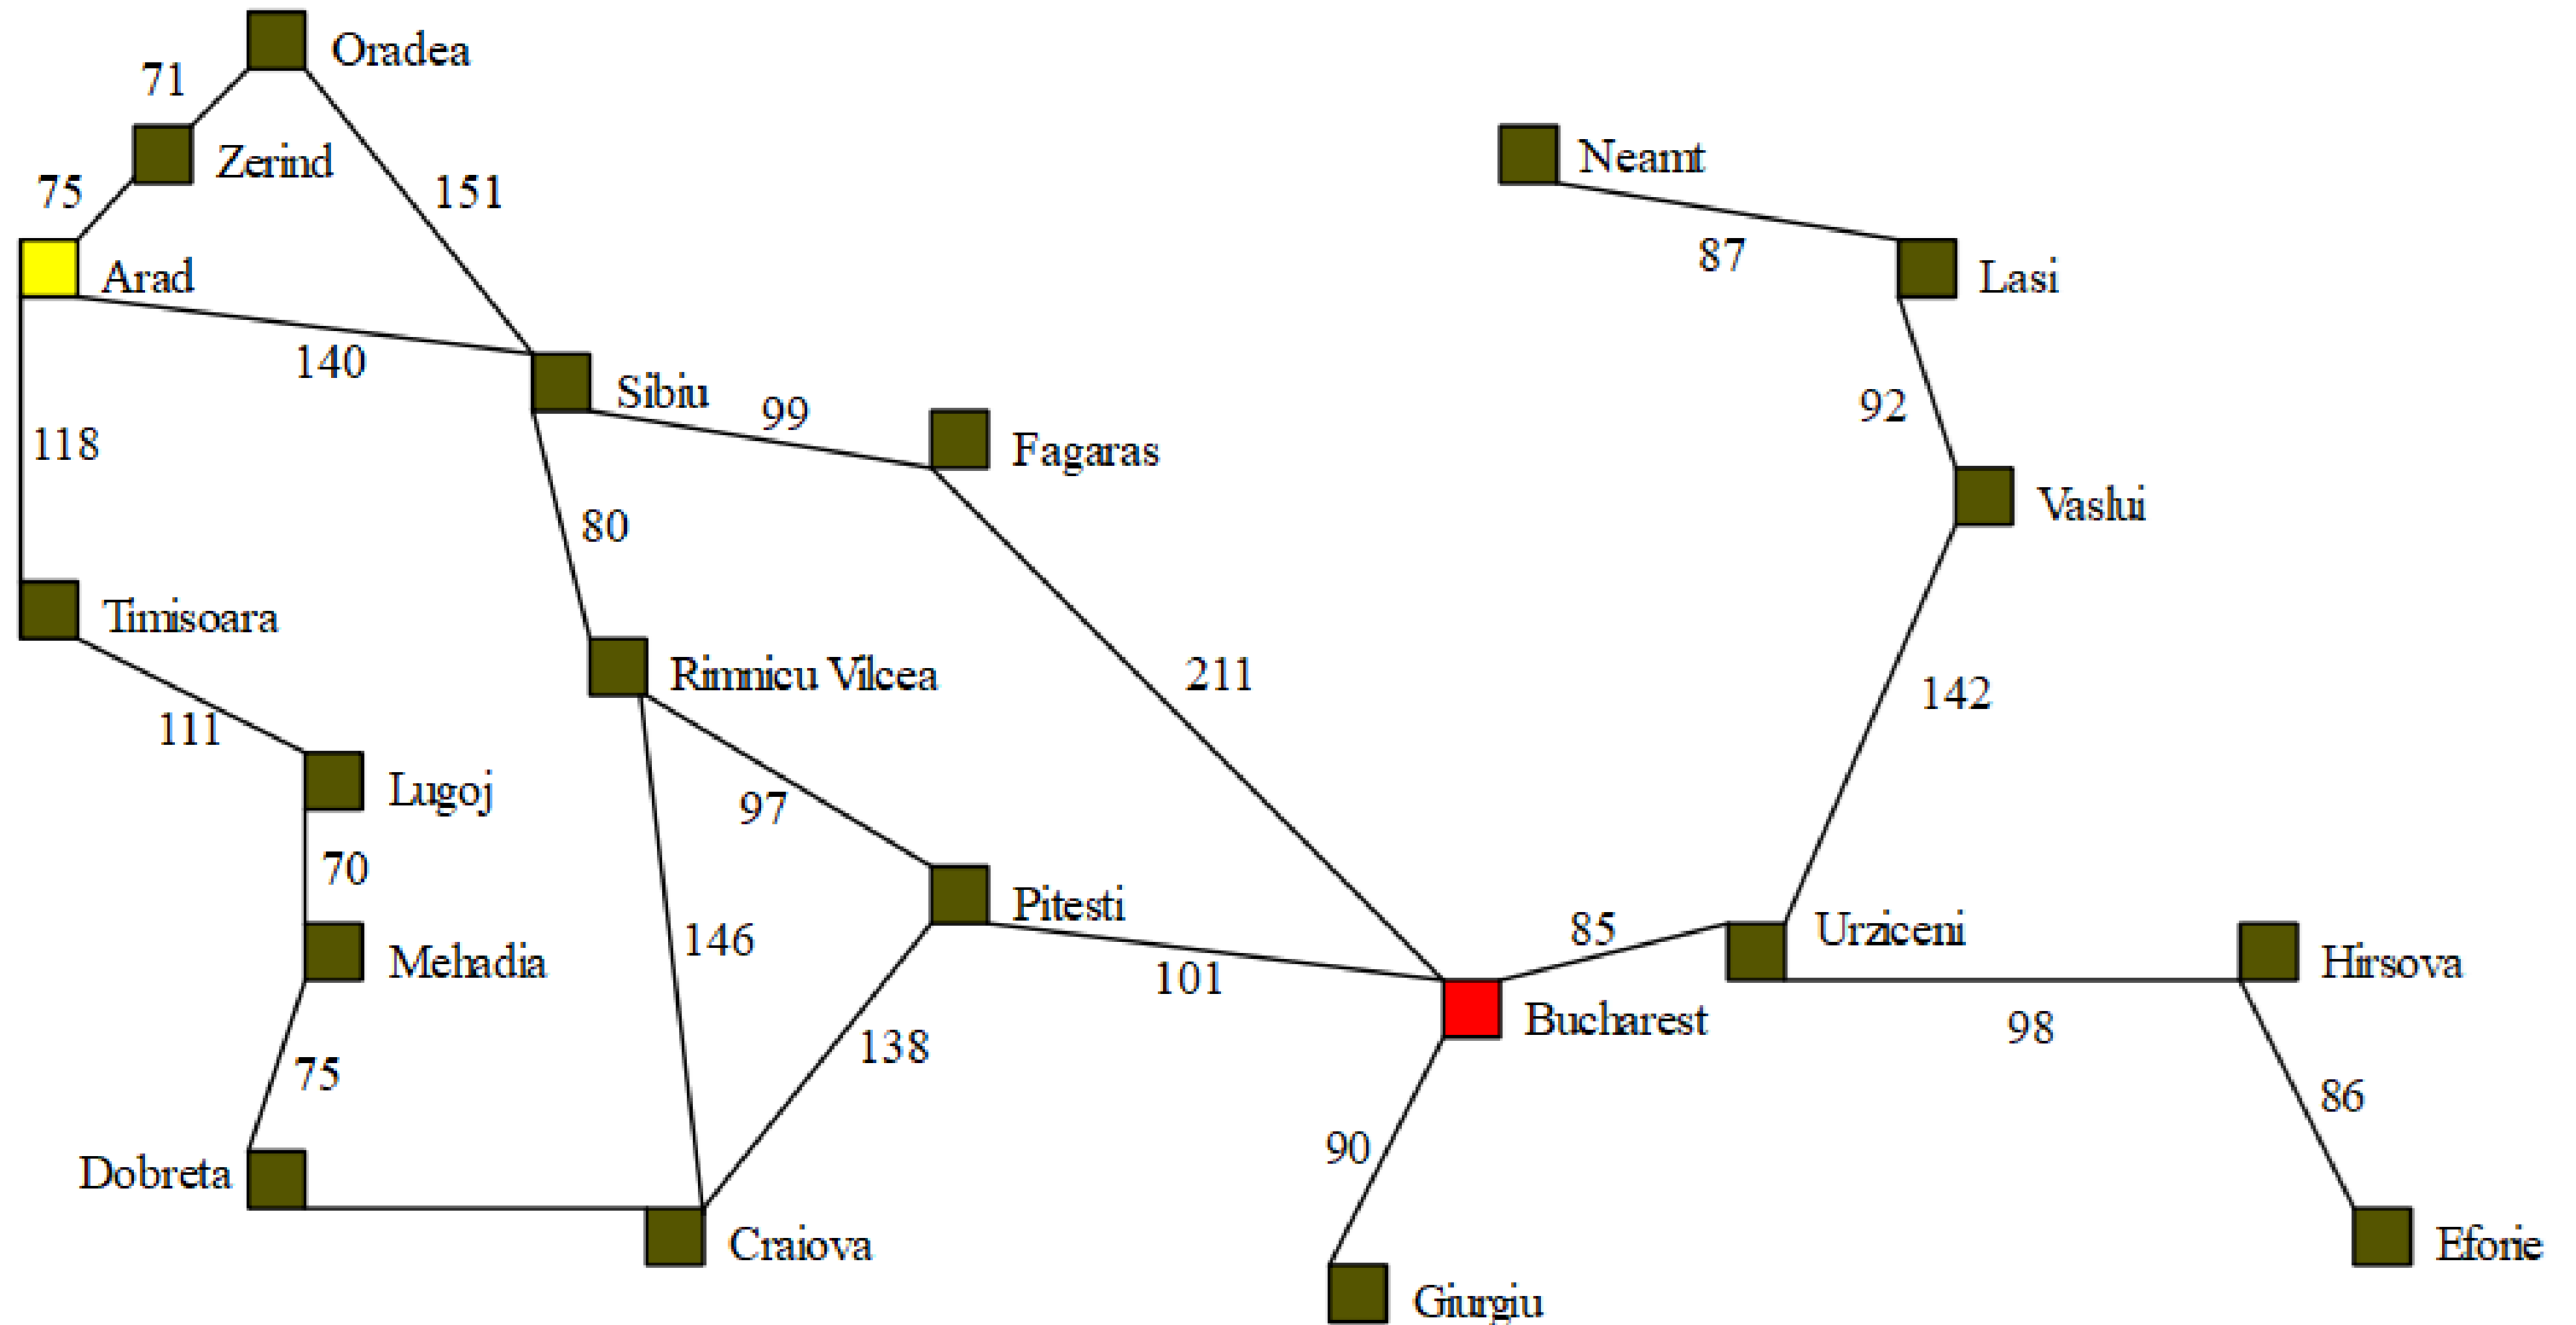 Oradea
71
Zerind
Neamt
75
151
Arad
87
Lasi
140
Sibiu
99
92
118
Fagaras
Vaslui
80
Timisoara
Rimnicu Vilcea
211
142
111
Lugoj
97
70
Pitesti
Mehadia
146
85
Urziceni
Hirsova
101
Bucharest
98
138
75
86
90
Dobreta
Craiova
Eforie
Giurgiu